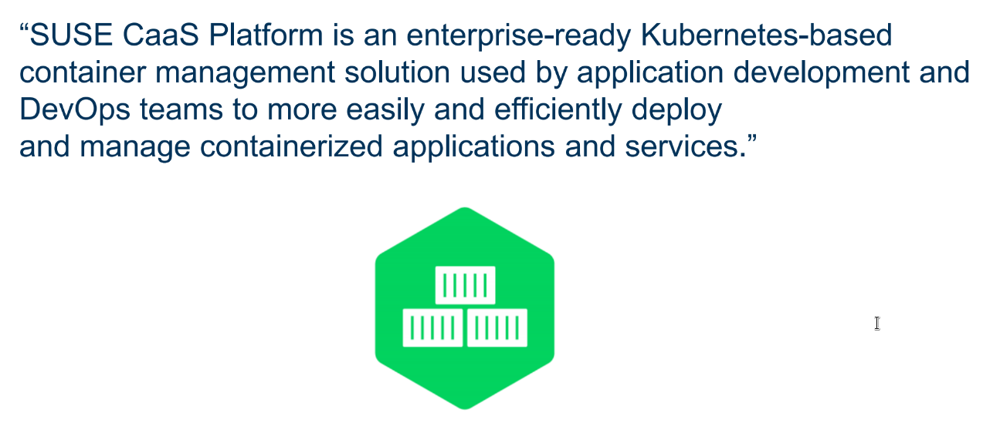 “SUSE CaaS Platform is an enterprise-ready Kubernetes-based
container management solution used by application development and
DevOps teams to more easily and efficiently deploy
and manage containerized applications and services.”